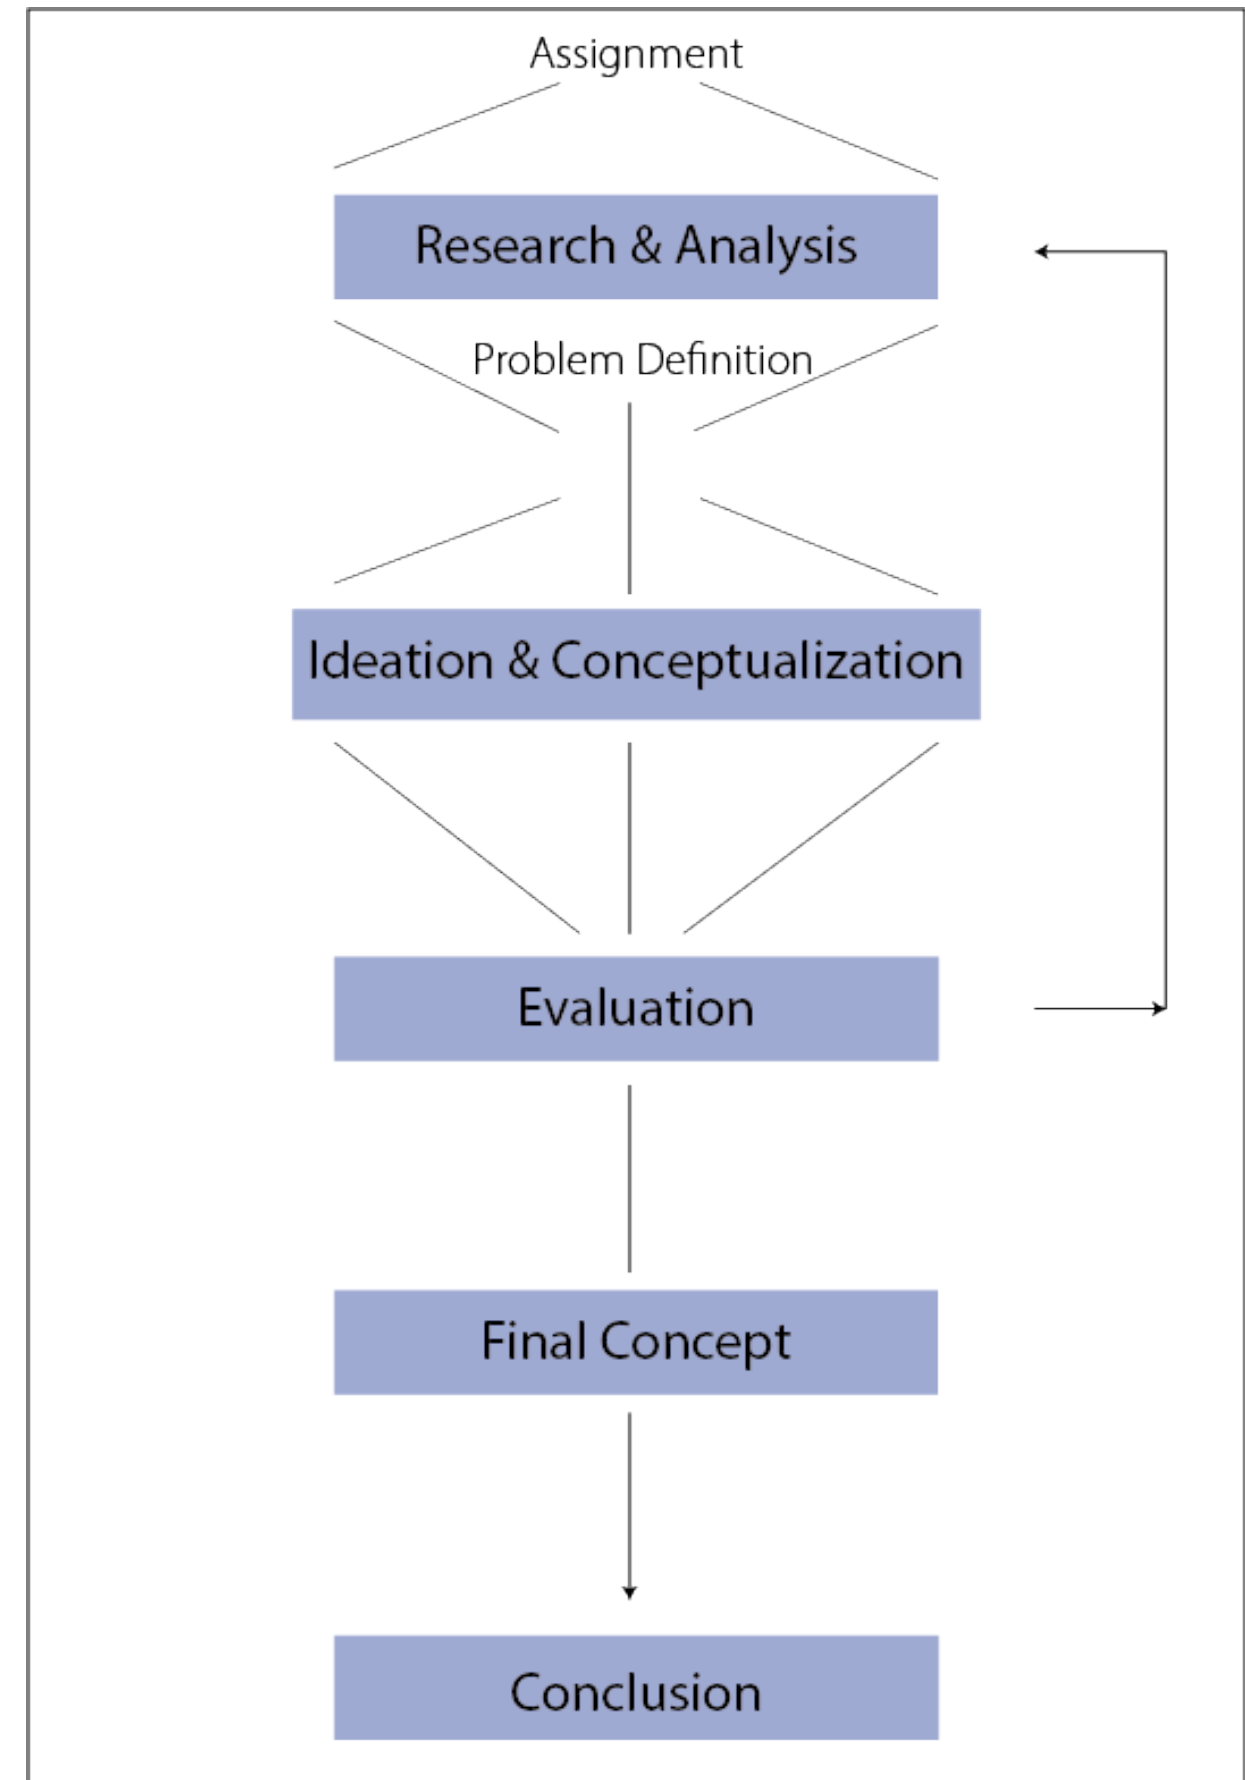 Assignment
Research & Analysis
Problem Definition
Ideation & Conceptualization
Evaluation
Final Concept
Conclusion